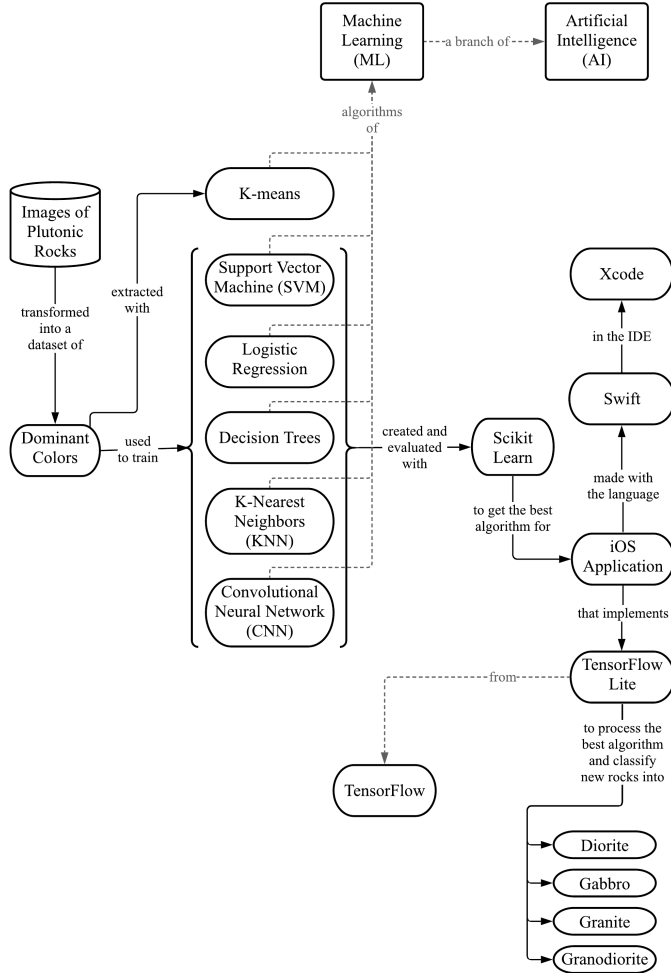 Machine
Learning
(ML)
a branch of
Artificial
Intelligence
(AI)
algorithms
of
K-means
Images of
Plutonic
Rocks
extracted
with
transformed
into a
dataset of
Dominant
Colors
used
to train
Support Vector
Machine (SVM)
Logistic
Regression
Decision Trees
K-Nearest
Neighbors
(KNN)
Convolutional
Neural Network
(CNN)
created and
evaluated
with
Scikit
Learn
to get the best
algorithm for
Xcode
in the IDE
Swift
made with
the language
iOS
Application
that implements
TensorFlow
Lite
from
TensorFlow
to process the
best algorithm
and classify
new rocks into
Diorite
Gabbro
Granite
Granodiorite